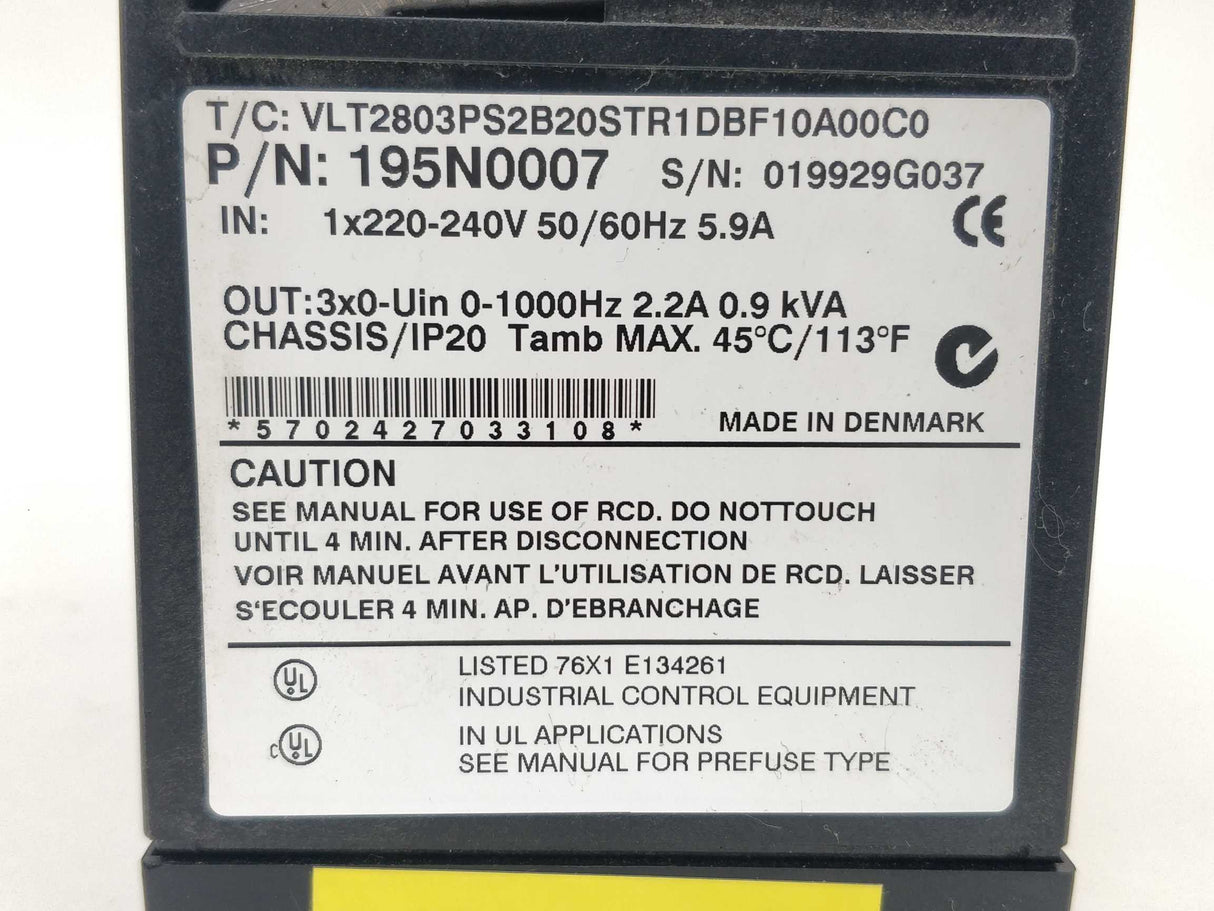 T/C: VLT2803PS2B20STR1DBF10A00C0
P/N: 195N0007 S/N: 019929G037
IN: 1x220-240V 50/60Hz 5.9A
CE
OUT:3x0-Uin 0-1000Hz 2.2A 0.9 kVA
CHASSIS/IP20 Tamb MAX. 45°C/113°F
*5702427033108* MADE IN DENMARK
CAUTION
SEE MANUAL FOR USE OF RCD. DO NOTTOUCH
UNTIL 4 MIN. AFTER DISCONNECTION
VOIR MANUEL AVANT L'UTILISATION DE RCD. LAISSER
S'ECOULER 4 MIN. AP. D'EBRANCHAGE
UL LISTED 76X1 E134261
INDUSTRIAL CONTROL EQUIPMENT
c UL IN UL APPLICATIONS
SEE MANUAL FOR PREFUSE TYPE